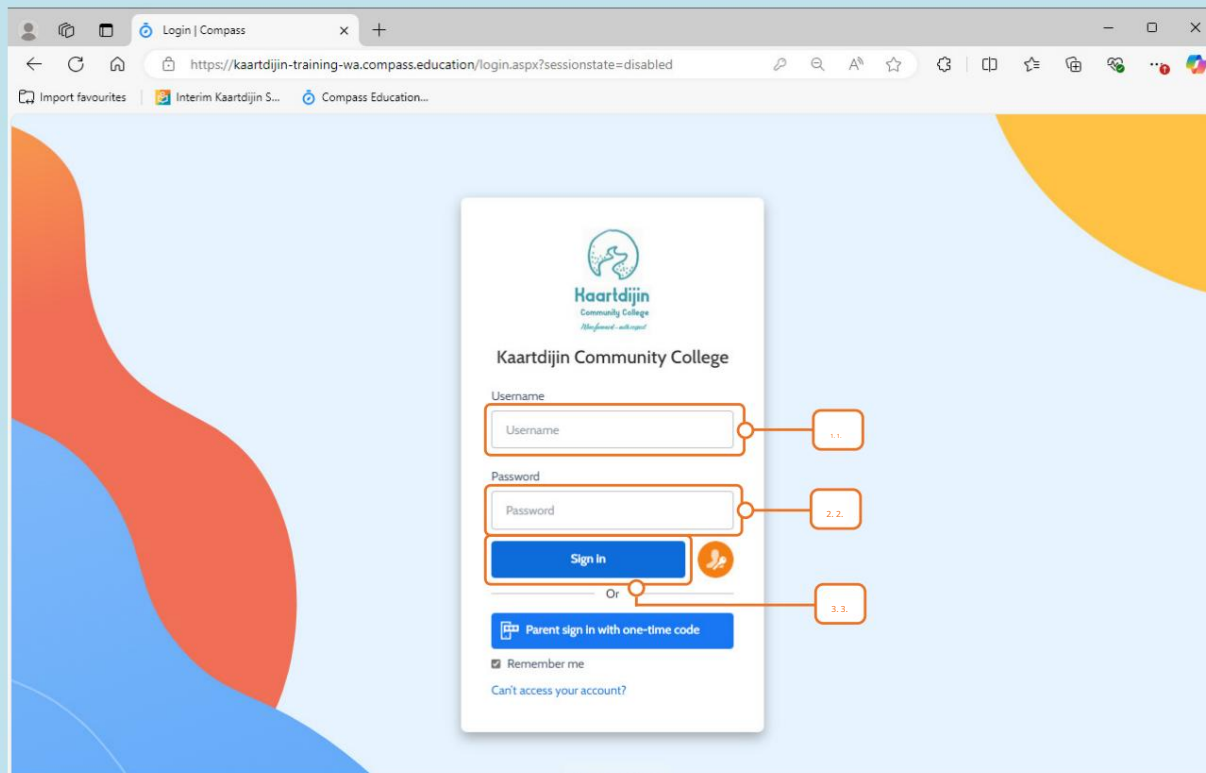 Login | Compass
https://kaartdijin-training-wa.compass.education/login.aspx?sessionstate=disabled
Import favourites
Interim Kaartdijin S...
Compass Education...
Kaartdijin
Community College
Kaartdijin Community College
Username
Username
1. 1.
Password
Password
2. 2.
Sign in
Or
3. 3.
Parent sign in with one-time code
Remember me
Can't access your account?